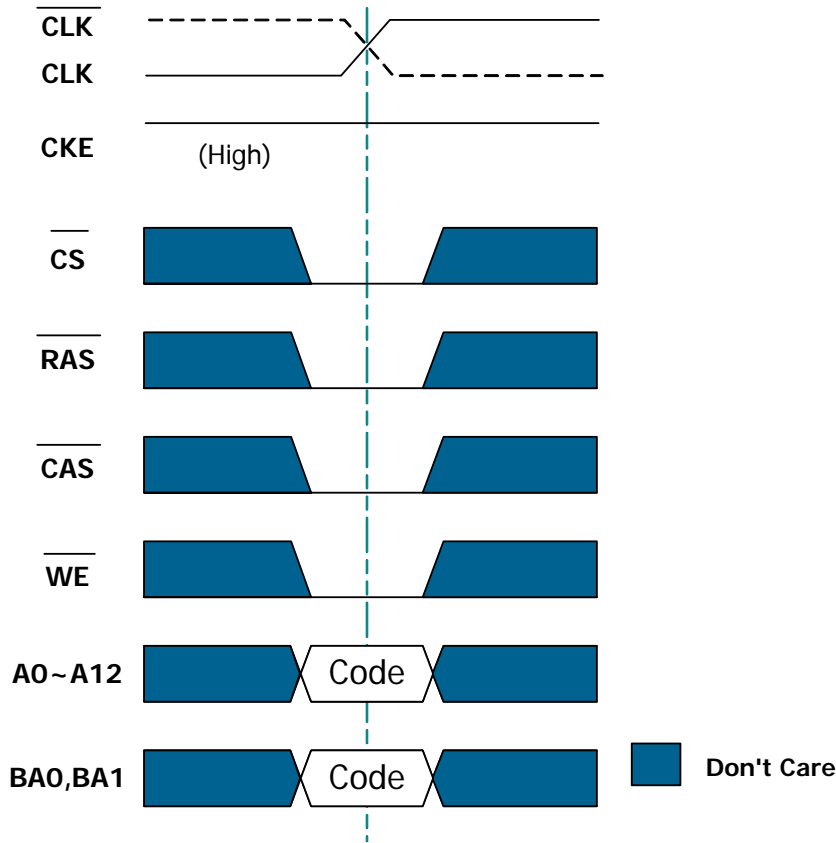 CLK
CLK
CKE
(High)
CS
RAS
CAS
WE
A0~A12
Code
BA0,BA1
Code
Don't Care